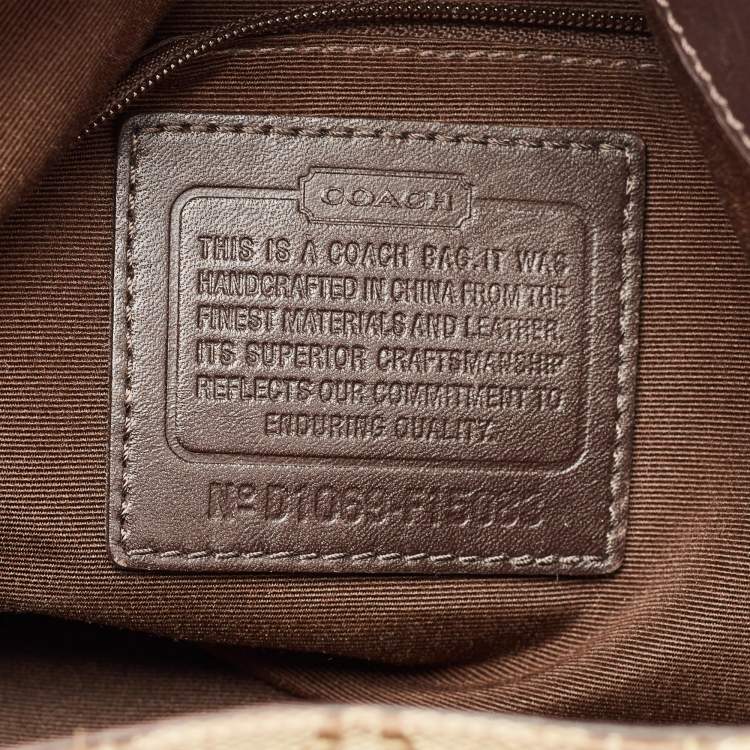 COACH
THIS IS A COACH BAG. IT WAS
HANDCRAFTED IN CHINA FROM THE
FINEST MATERIALS AND LEATHER.
ITS SUPERIOR CRAFTSMANSHIP
REFLECTS OUR COMMITMENT TO
ENDURING QUALITY.
Nº